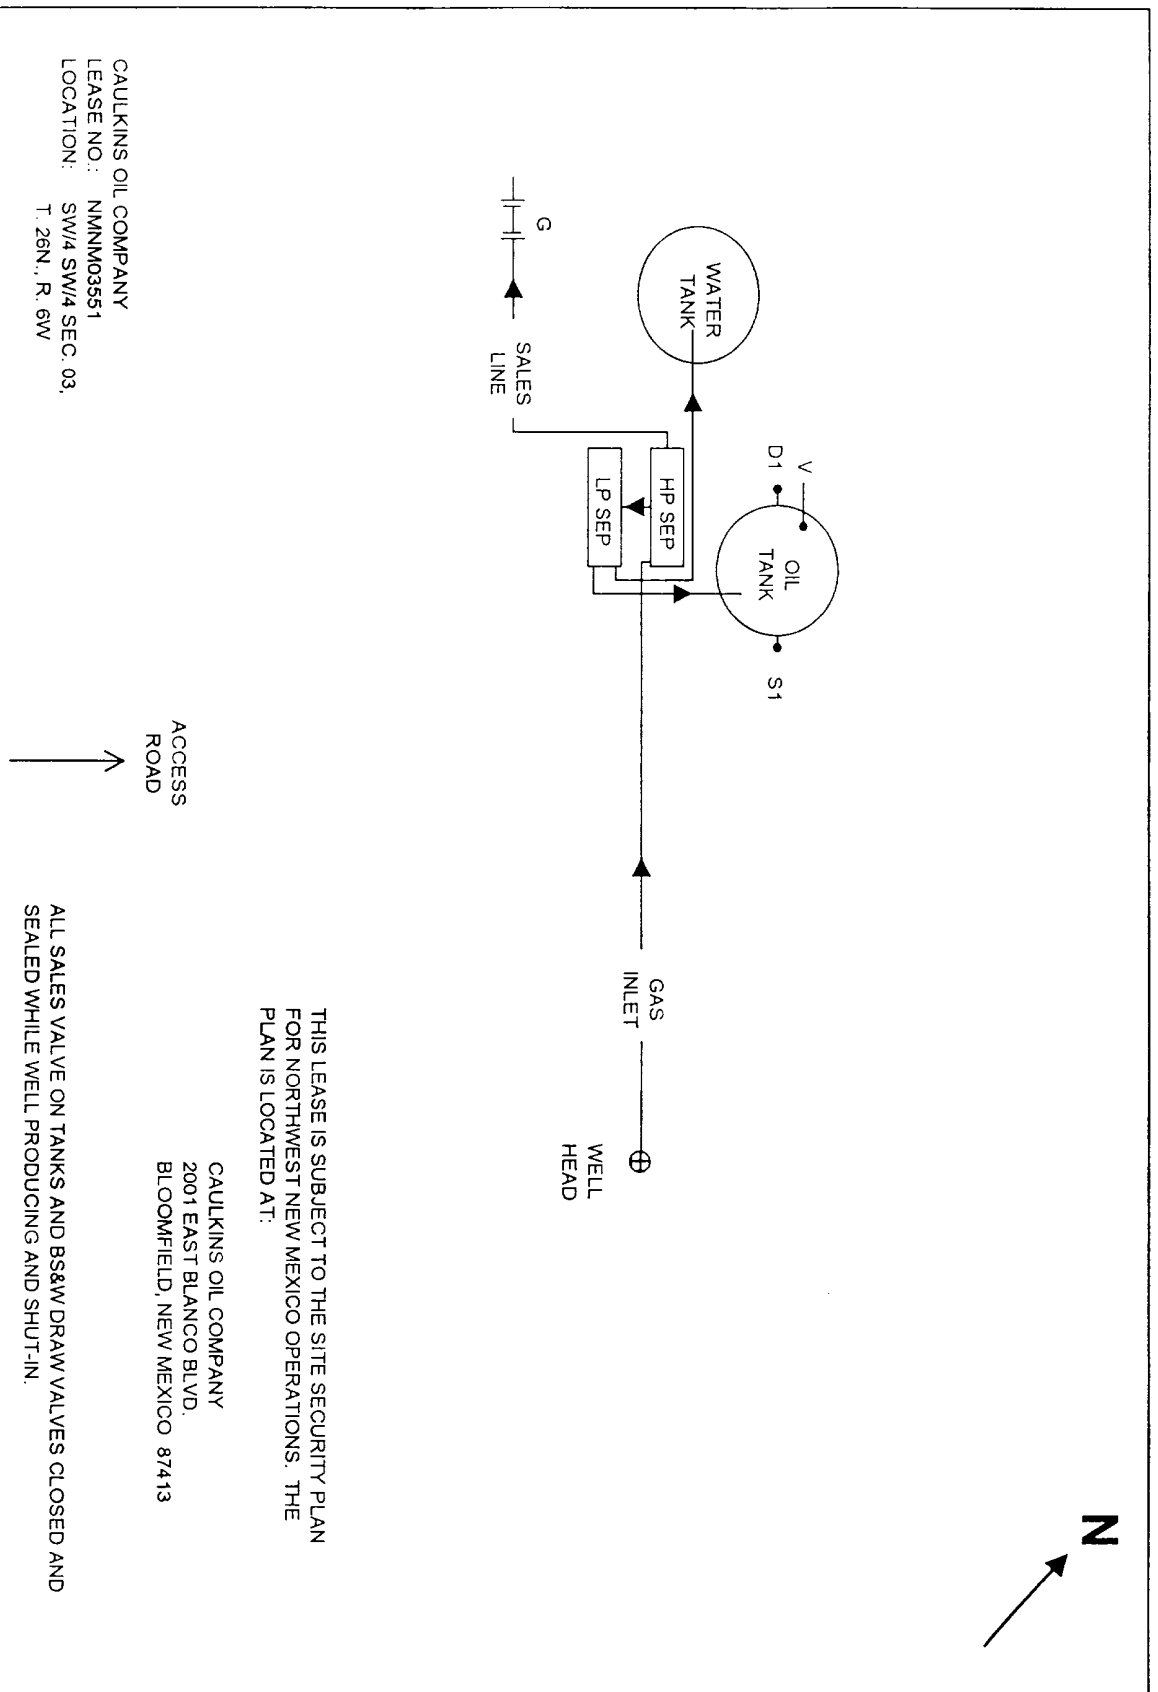 N
V
D1
OIL
TANK
S1
WATER
TANK
HP SEP
LP SEP
G
SALES
LINE
GAS
INLET
WELL
HEAD
THIS LEASE IS SUBJECT TO THE SITE SECURITY PLAN
FOR NORTHWEST NEW MEXICO OPERATIONS. THE
PLAN IS LOCATED AT:
CAULKINS OIL COMPANY
2001 EAST BLANCO BLVD.
BLOOMFIELD, NEW MEXICO 87413
ACCESS
ROAD
CAULKINS OIL COMPANY
LEASE NO.: NMNM03551
LOCATION: SW/4 SW/4 SEC. 03,
T. 26N., R. 6W
ALL SALES VALVE ON TANKS AND BS&W DRAW VALVES CLOSED AND
SEALED WHILE WELL PRODUCING AND SHUT-IN.